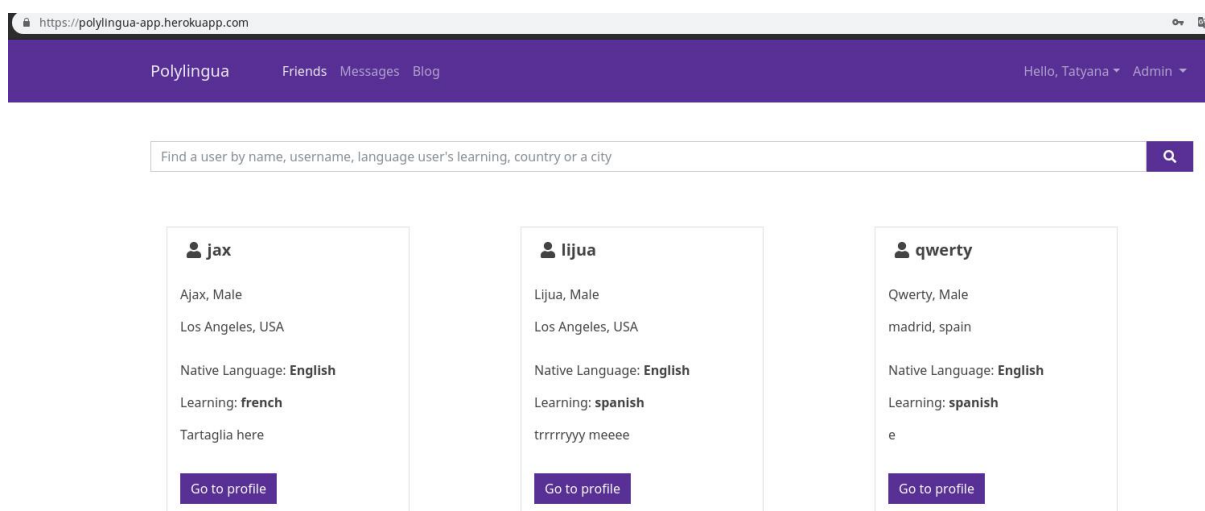 https://polylingua-app.herokuapp.com
Polylingua Friends Messages Blog Hello, Tatyana Admin
Find a user by name, username, language user's learning, country or a city
jax
Ajax, Male
Los Angeles, USA
Native Language: English
Learning: french
Tartaglia here
Go to profile
lijua
Lijua, Male
Los Angeles, USA
Native Language: English
Learning: spanish
trrrrryyy meeee
Go to profile
qwerty
Qwerty, Male
madrid, spain
Native Language: English
Learning: spanish
e
Go to profile